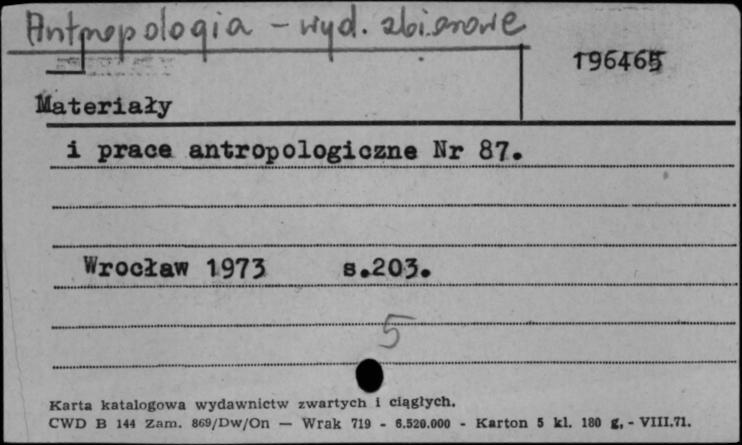 Antropologia - wyd. zbiorowe
196465
Materiały
i prace antropologiczne Nr 87.
Wrocław 1973 s.203.
5
Karta katalogowa wydawnictw zwartych i ciągłych.
CWD B 144 Zam. 869/Dw/On — Wrak 719 - 6.520.000 - Karton 5 kl. 180 g, - VIII.71.